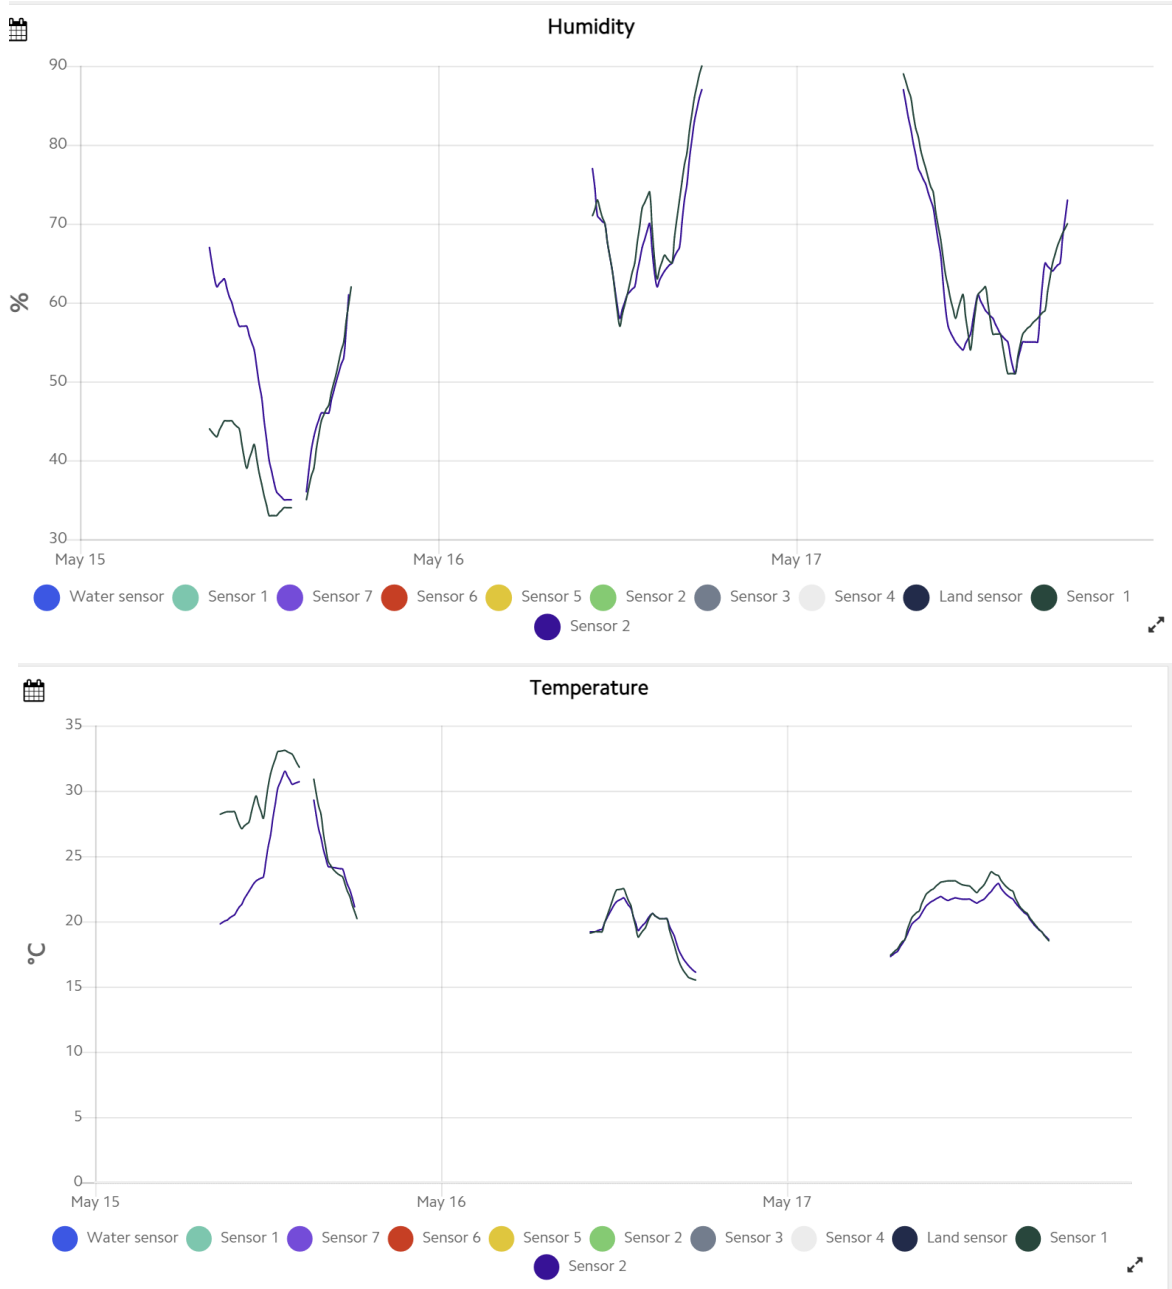 Humidity
90
80
70
60
50
40
30
%
May 15 May 16 May 17
Water sensor Sensor 1 Sensor 7 Sensor 6 Sensor 5 Sensor 2 Sensor 3 Sensor 4 Land sensor Sensor 1
Sensor 2
Temperature
35
30
25
20
15
10
5
0
°C
May 15 May 16 May 17
Water sensor Sensor 1 Sensor 7 Sensor 6 Sensor 5 Sensor 2 Sensor 3 Sensor 4 Land sensor Sensor 1
Sensor 2